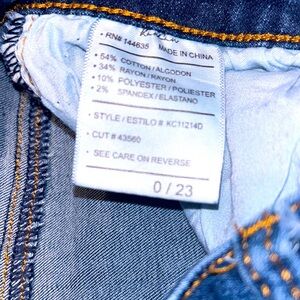 • RN# 144635 MADE IN CHINA
• 54% COTTON/ALGODON
• 34% RAYON/RAYON
• 10% POLYESTER/POLIESTER
• 2% SPANDEX/ELASTANO
• STYLE / ESTILO # KC11214D
• CUT # 43560
• SEE CARE ON REVERSE
0 / 23